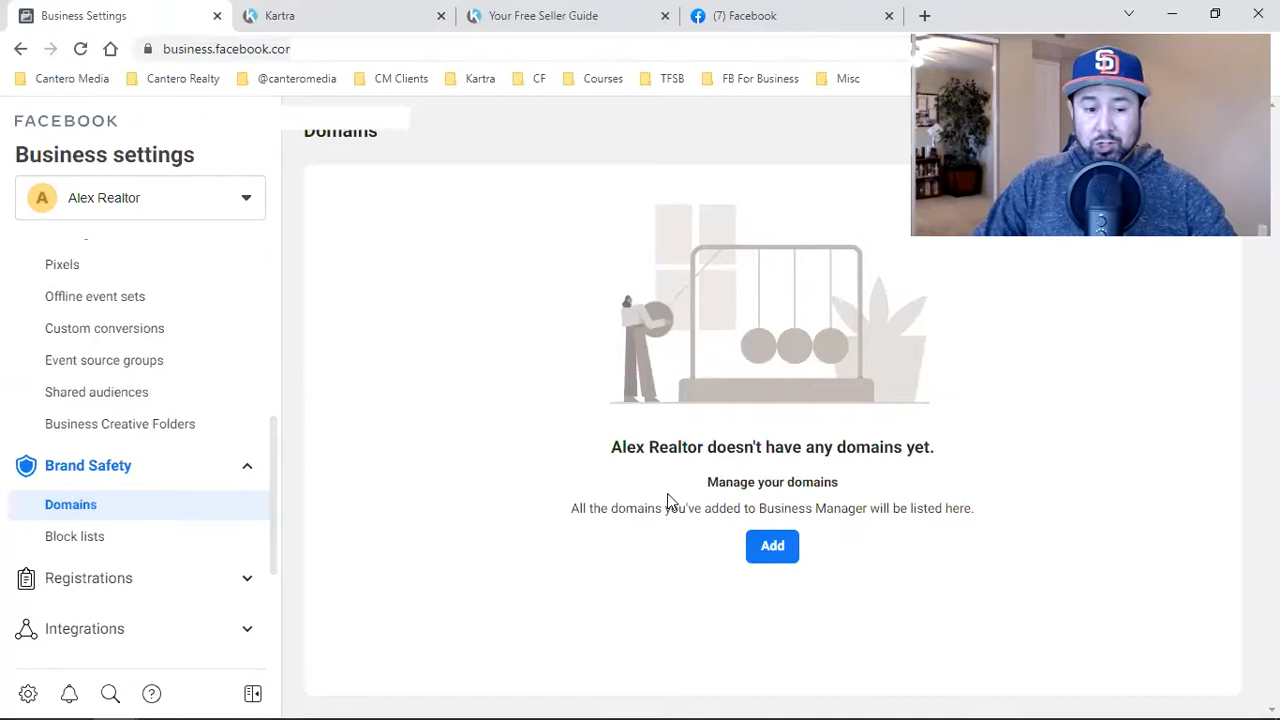 Business Settings
Kartra
Your Free Seller Guide
(7) Facebook
business.facebook.cor
Cantero Media
Cantero Realty
@canteromedia
CM Clients
Kartra
CF
Courses
TFSB
FB For Business
Misc
SD
FACEBOOK
Business settings
A
Alex Realtor
Pixels
Offline event sets
Custom conversions
Event source groups
Shared audiences
Business Creative Folders
Brand Safety
Domains
Block lists
Registrations
Integrations
Domains
Alex Realtor doesn't have any domains yet.
Manage your domains
All the domains you've added to Business Manager will be listed here.
Add